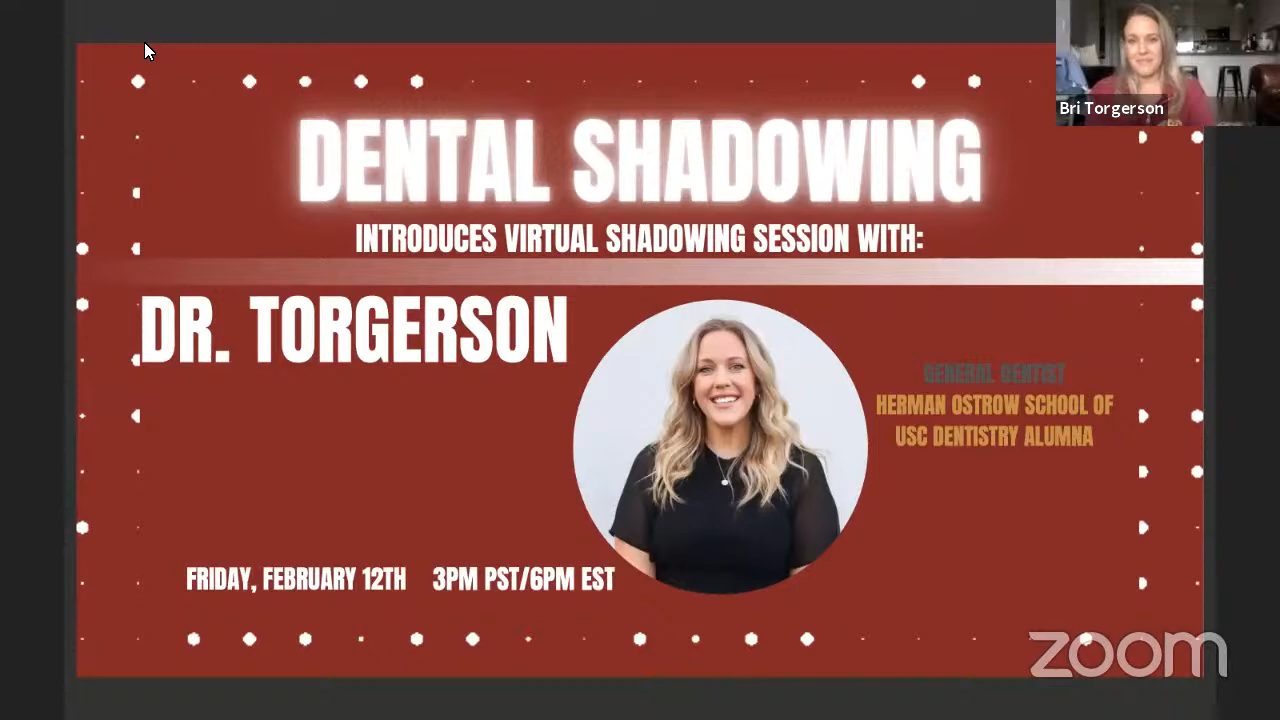 Bri Torgerson
DENTAL SHADOWING
INTRODUCES VIRTUAL SHADOWING SESSION WITH:
DR. TORGERSON
GENERAL DENTIST
HERMAN OSTROW SCHOOL OF
USC DENTISTRY ALUMNA
FRIDAY, FEBRUARY 12TH 3PM PST/6PM EST
zoom